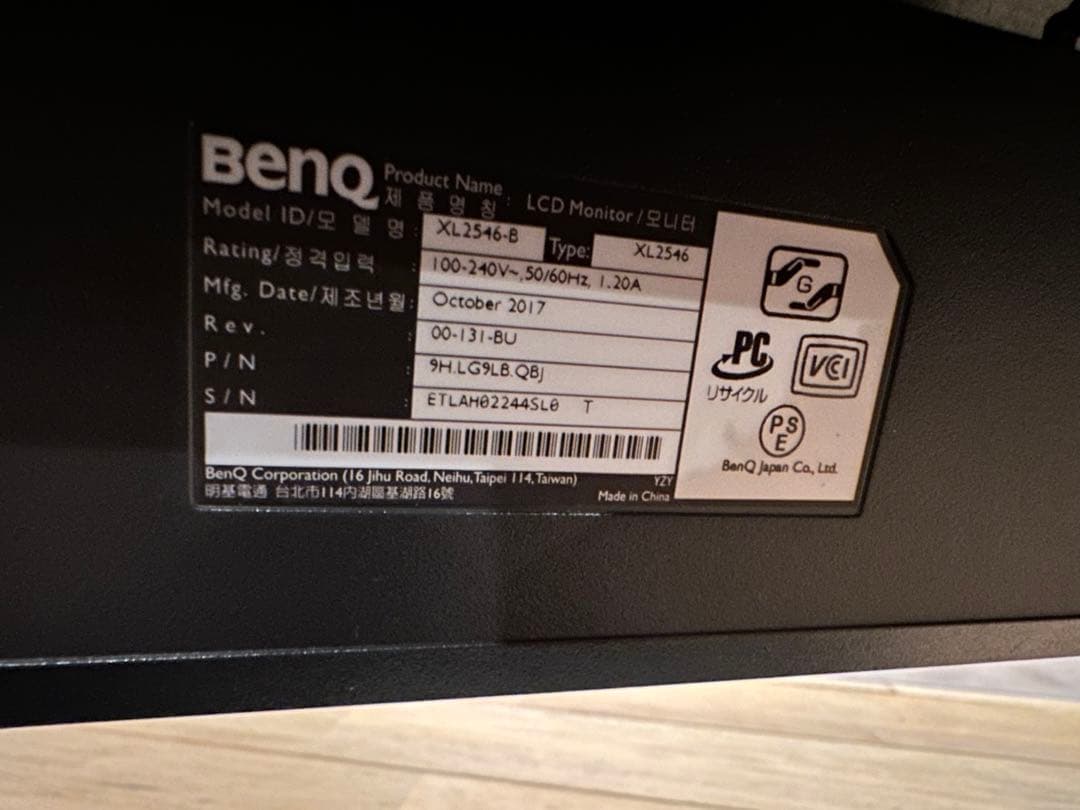 BenQ
Product Name : LCD Monitor / 모니터
제 품 명 칭
Model ID/모 델 명 : XL2546-B Type: XL2546
Rating/정격입력 : 100-240V~, 50/60Hz, 1.20A
Mfg. Date/제조년월 : October 2017
Rev. : 00-131-BU
P/N : 9H.LG9LB.QBJ
S/N : ETLAH02244SL0 T
BenQ Corporation (16 Jihu Road, Neihu, Taipei 114, Taiwan) YZY
明基電通 台北市114內湖區基湖路16號 Made in China
G
PC
リサイクル
VCCI
PSE
BenQ Japan Co., Ltd.